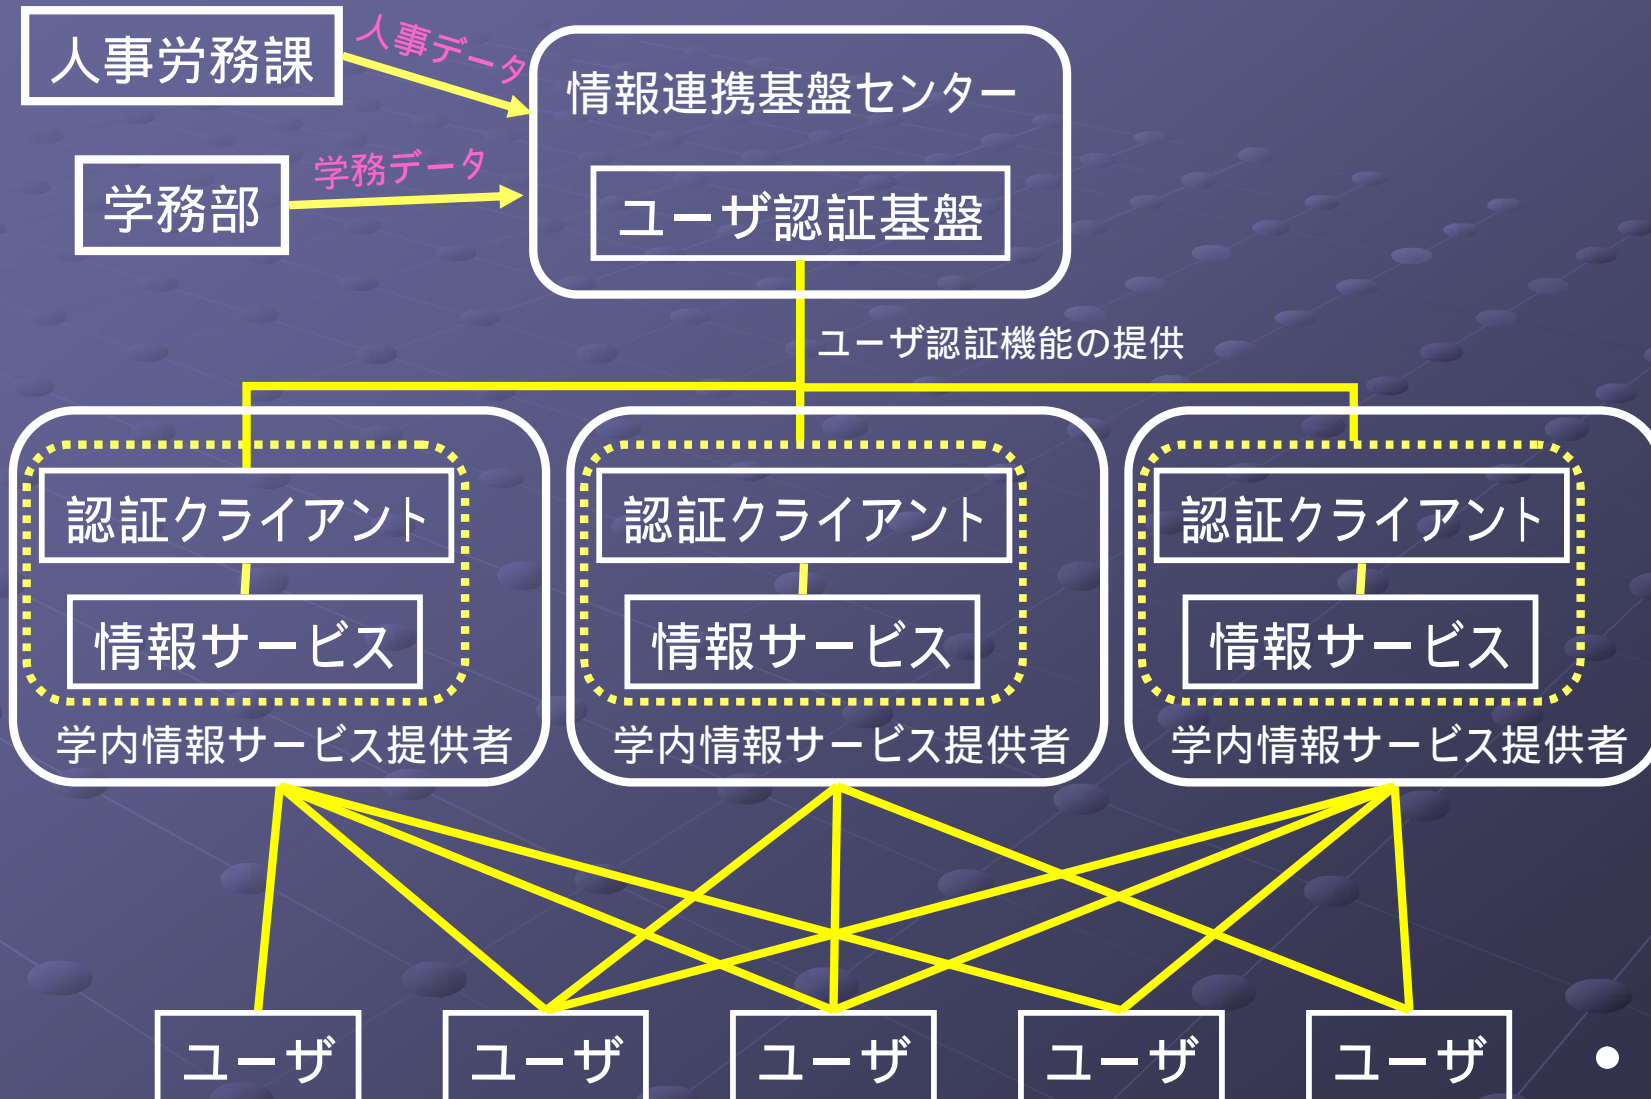 人事労務課
人事データ
情報連携基盤センター
学務部
学務データ
ユーザ認証基盤
ユーザ認証機能の提供
認証クライアント
認証クライアント
認証クライアント
情報サービス
情報サービス
情報サービス
学内情報サービス提供者
学内情報サービス提供者
学内情報サービス提供者
ユーザ
ユーザ
ユーザ
ユーザ
ユーザ